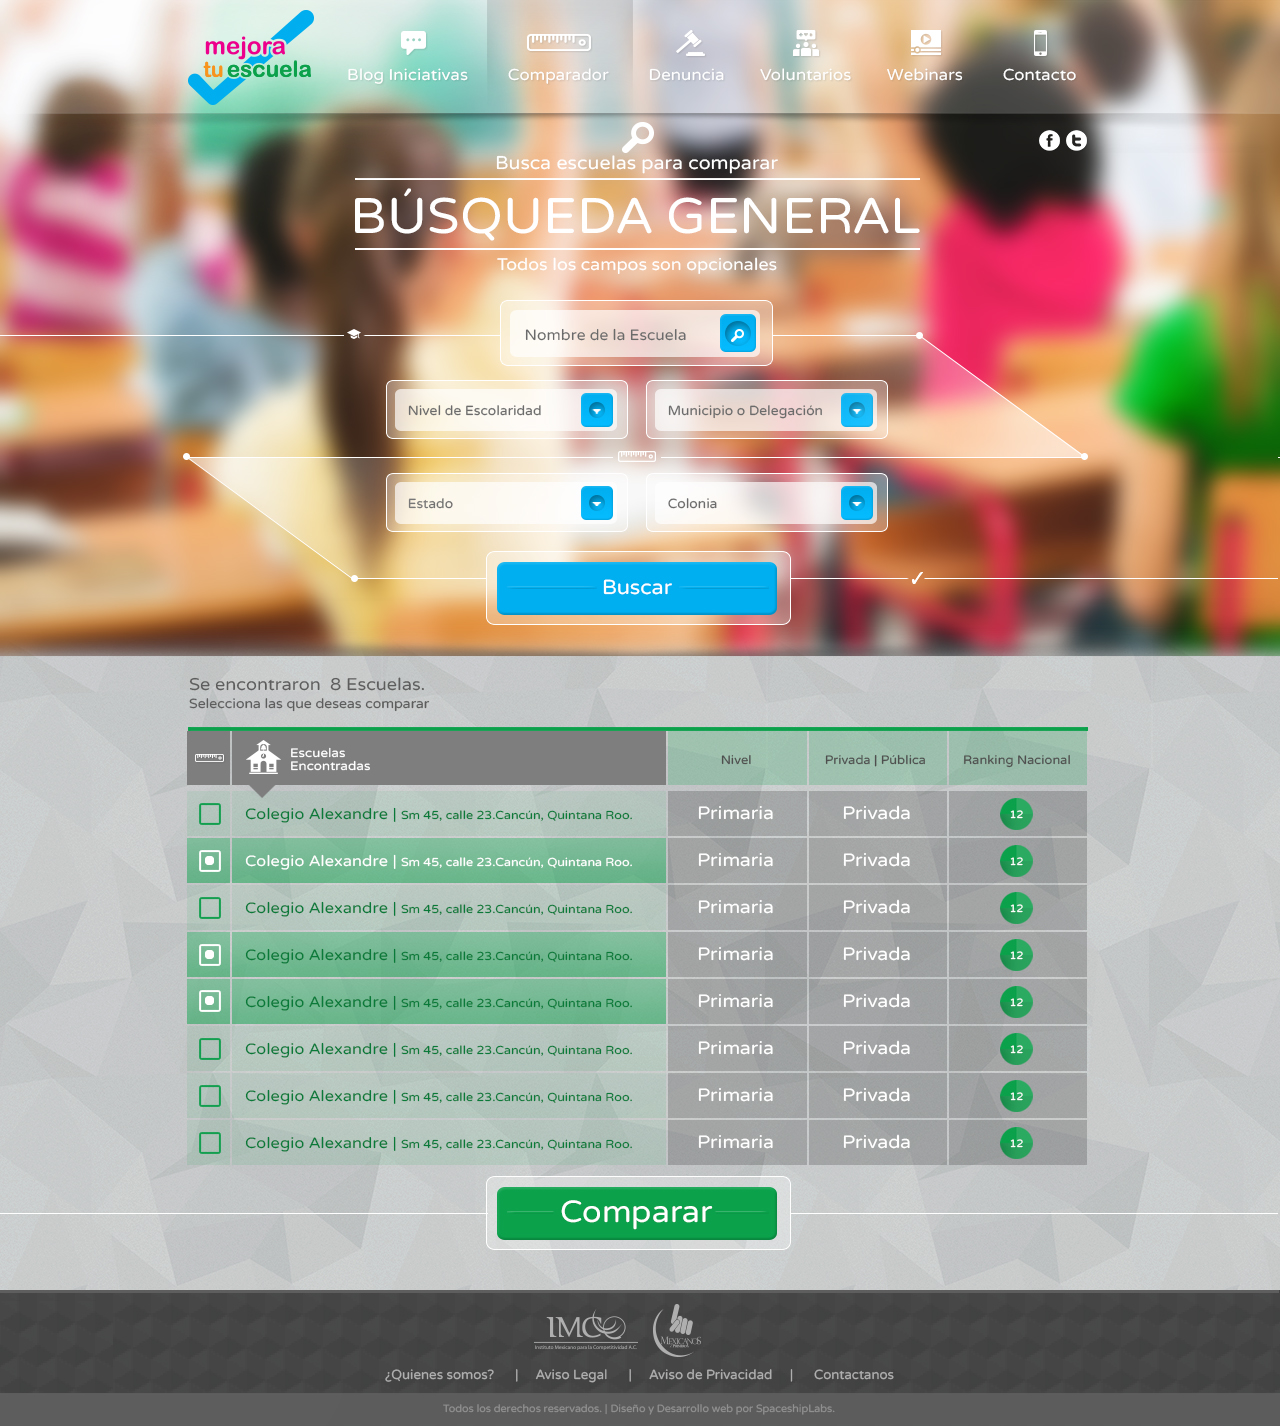 mejora
tu escuela
Blog Iniciativas
Comparador
Denuncia
Voluntarios
Webinars
Contacto
Busca escuelas para comparar
BÚSQUEDA GENERAL
Todos los campos son opcionales
Nombre de la Escuela
Nivel de Escolaridad
Municipio o Delegación
Estado
Colonia
Buscar
Se encontraron 8 Escuelas.
Selecciona las que deseas comparar
Escuelas
Encontradas
Nivel
Privada | Pública
Ranking Nacional
Colegio Alexandre | Sm 45, calle 23.Cancún, Quintana Roo. Primaria Privada 12
Colegio Alexandre | Sm 45, calle 23.Cancún, Quintana Roo. Primaria Privada 12
Colegio Alexandre | Sm 45, calle 23.Cancún, Quintana Roo. Primaria Privada 12
Colegio Alexandre | Sm 45, calle 23.Cancún, Quintana Roo. Primaria Privada 12
Colegio Alexandre | Sm 45, calle 23.Cancún, Quintana Roo. Primaria Privada 12
Colegio Alexandre | Sm 45, calle 23.Cancún, Quintana Roo. Primaria Privada 12
Colegio Alexandre | Sm 45, calle 23.Cancún, Quintana Roo. Primaria Privada 12
Colegio Alexandre | Sm 45, calle 23.Cancún, Quintana Roo. Primaria Privada 12
Comparar
IMCO
Instituto Mexicano para la Competitividad A.C.
MEXICANOS
¿Quienes somos? | Aviso Legal | Aviso de Privacidad | Contactanos
Todos los derechos reservados. | Diseño y Desarrollo web por SpaceshipLabs.